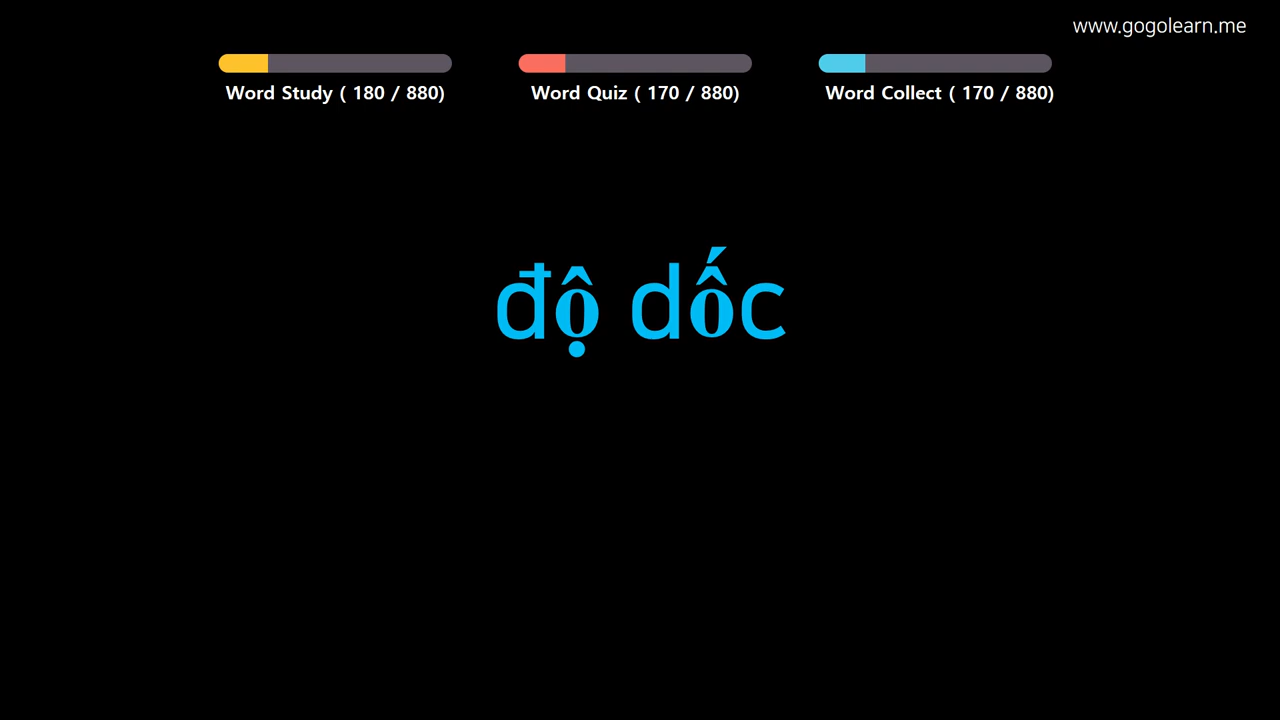 www.gogolearn.me
Word Study ( 180 / 880)
Word Quiz ( 170 / 880)
Word Collect ( 170 / 880)
độ dốc